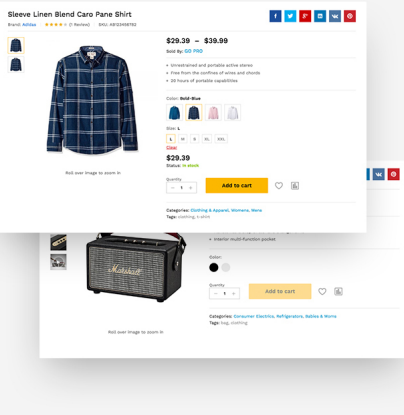 Sleeve Linen Blend Caro Pane Shirt
Brand: Adidas (1 Review) SKU: AB123456762
$29.39 – $39.99
Sold By: GO PRO
Unrestrained and portable active stereo
Free from the confines of wires and chords
20 hours of portable capabilities
Color: Bold-Blue
Size: L
L M S XL XXL
Clear
$29.39
Status: In stock
Roll over image to zoom in
Quantity
1
Add to cart
Categories: Clothing & Apparel, Womens, Mans
Tags: clothing, t-shirt
Interior multi-function pocket
Color:
Marshall
Quantity
1
Add to cart
Categories: Consumer Electrics, Refrigerators, Babies & Moms
Tags: bag, clothing
Roll over image to zoom in